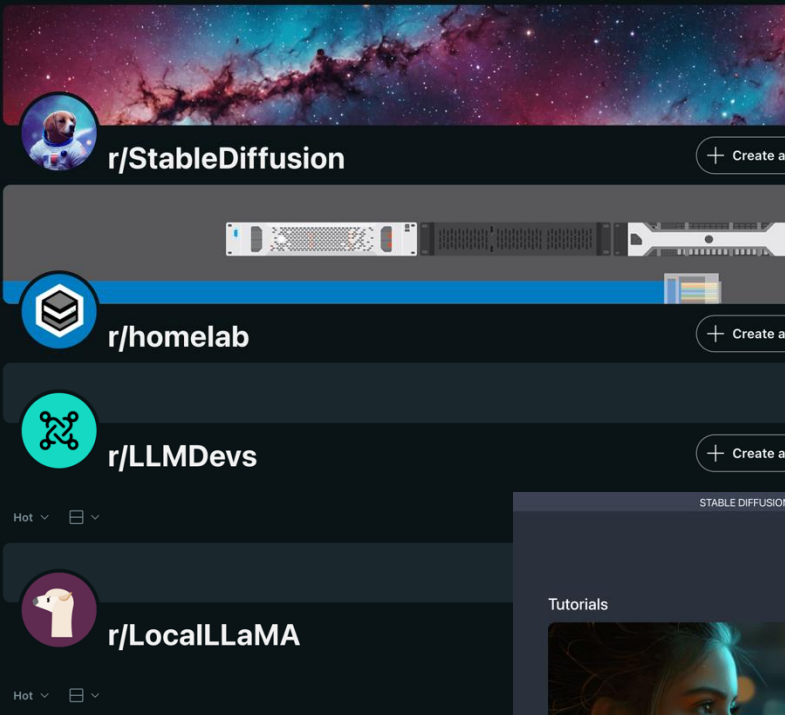 r/StableDiffusion
Create a
r/homelab
Create a
r/LLMDevs
Create a
Hot
STABLE DIFFUSION
Tutorials
r/LocalLLaMA
Hot